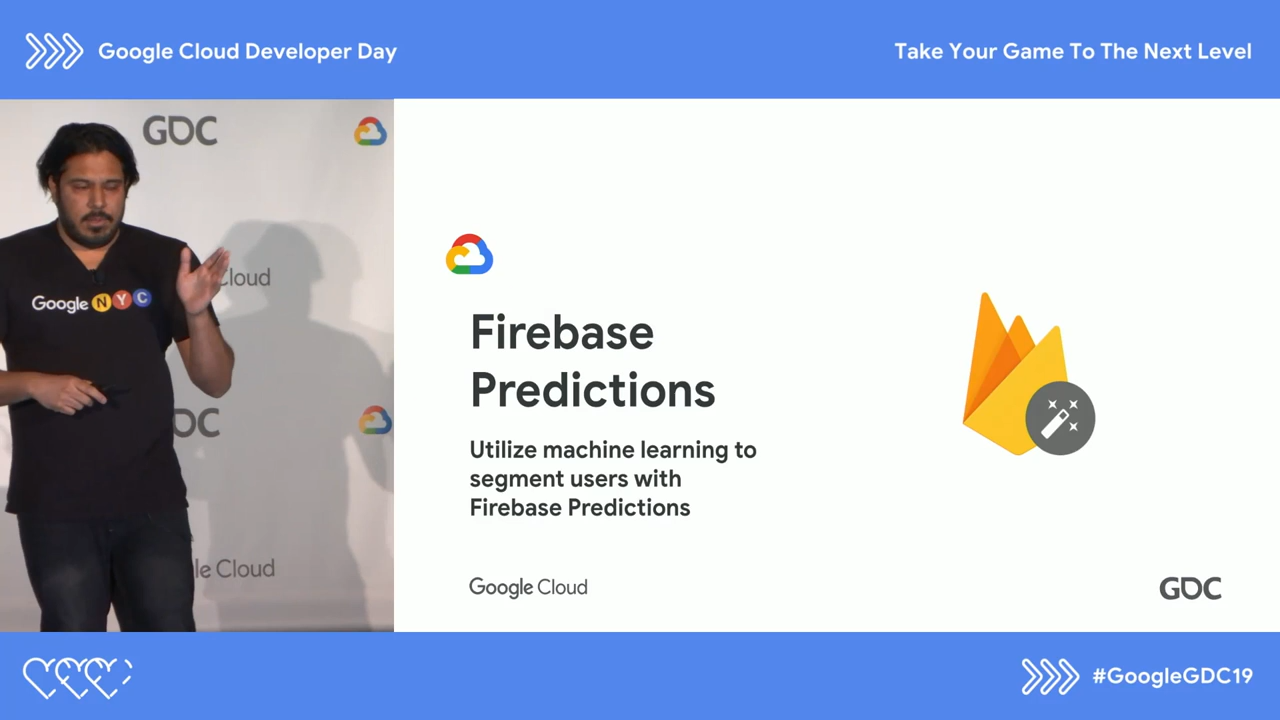 Google Cloud Developer Day
Take Your Game To The Next Level
GDC
Cloud
Google NYC
GDC
le Cloud
Firebase
Predictions
Utilize machine learning to
segment users with
Firebase Predictions
Google Cloud
GDC
#GoogleGDC19